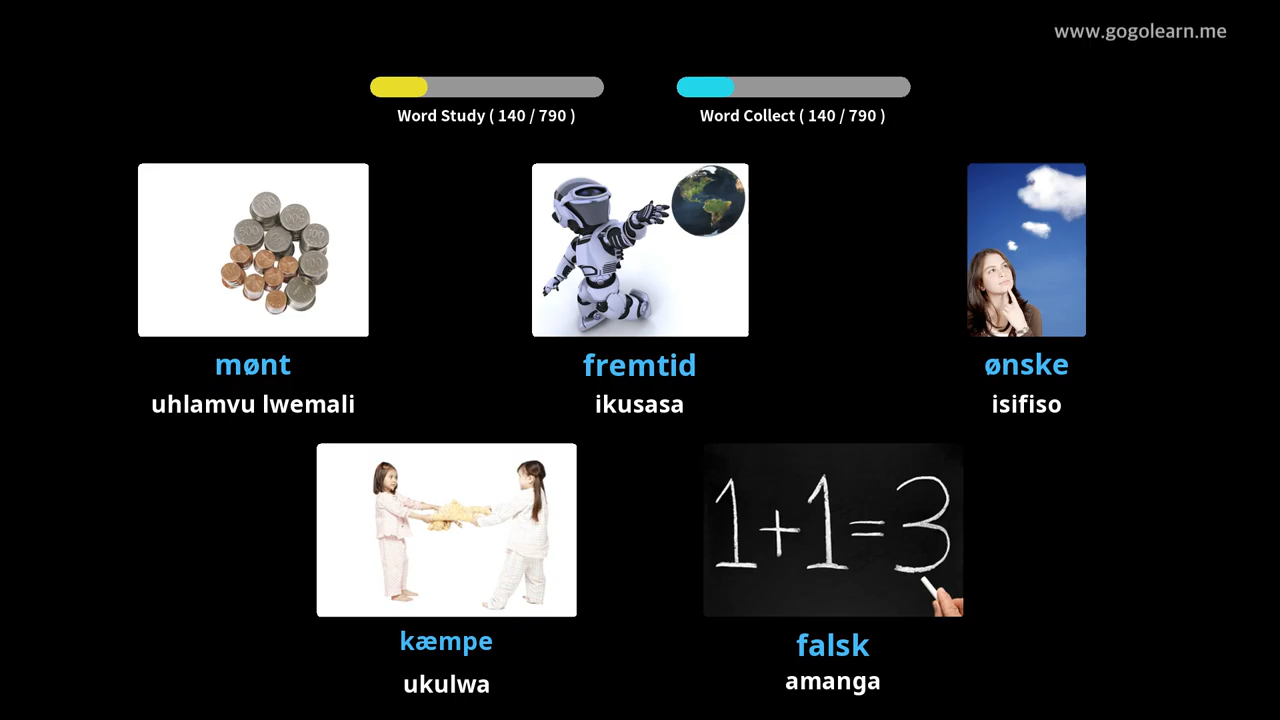 www.gogolearn.me
Word Study ( 140 / 790 )
Word Collect ( 140 / 790 )
mønt
uhlamvu lwemali
fremtid
ikusasa
ønske
isifiso
1+1=3
kæmpe
ukulwa
falsk
amanga